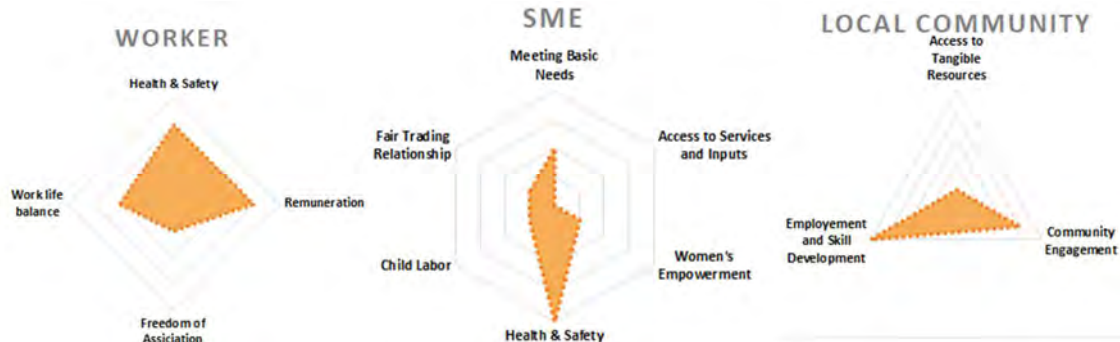 WORKER
Health & Safety
Work life
balance
Remuneration
Freedom of
Assiciation
SME
Meeting Basic
Needs
Fair Trading
Relationship
Access to Services
and Inputs
Child Labor
Women's
Empowerment
Health & Safety
LOCAL COMMUNITY
Access to
Tangible
Resources
Employement
and Skill
Development
Community
Engagement